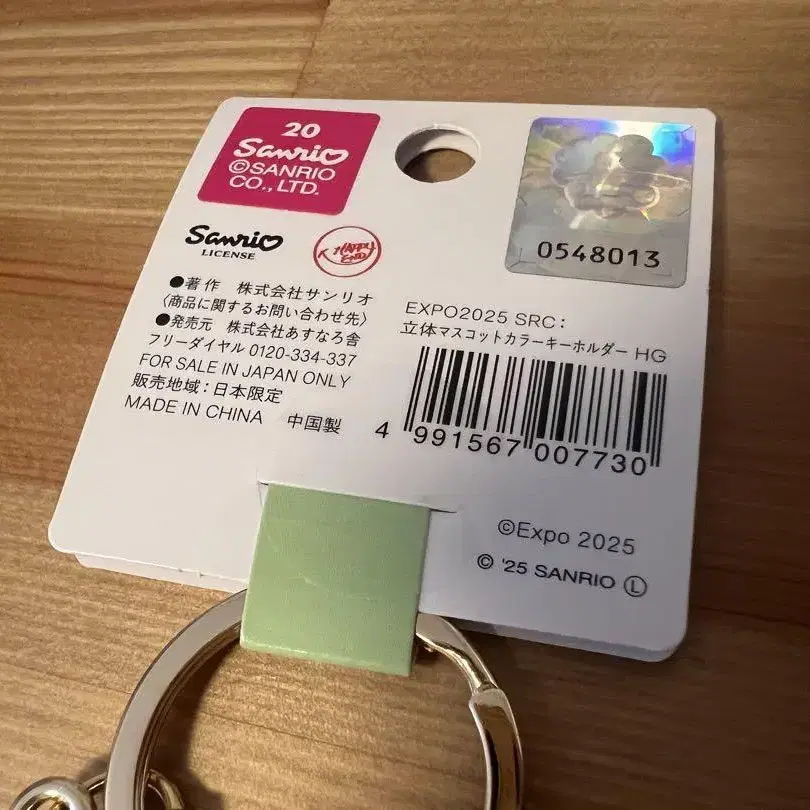 20
Sanrio
©SANRIO
CO., LTD.
0548013
Sanrio
LICENSE
HAPPY
END
●著作 株式会社サンリオ
〈商品に関するお問い合わせ先〉
●発売元 株式会社あすなろ舎
フリーダイヤル 0120-334-337
FOR SALE IN JAPAN ONLY
販売地域:日本限定
MADE IN CHINA 中国製
EXPO2025 SRC:
立体マスコットカラーキーホルダー HG
4 991567 007730
©Expo 2025
© '25 SANRIO Ⓛ